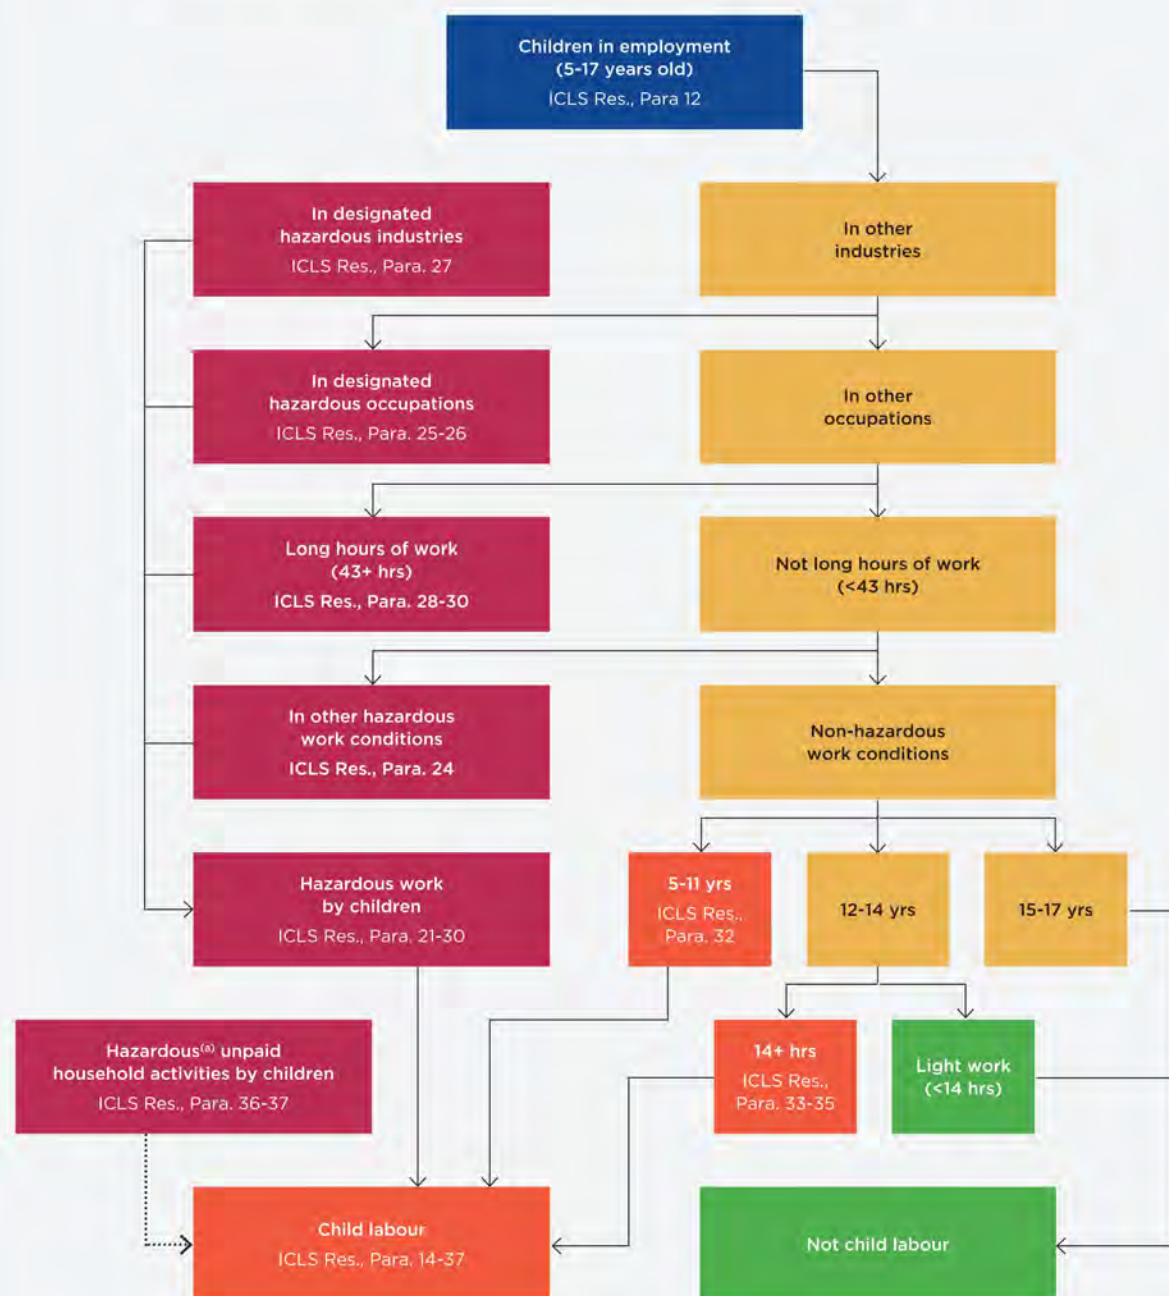 Children in employment
(5-17 years old)
ICLS Res., Para 12
In designated
hazardous industries
ICLS Res., Para. 27
In other
industries
In designated
hazardous occupations
ICLS Res., Para. 25-26
In other
occupations
Long hours of work
(43+ hrs)
ICLS Res., Para. 28-30
Not long hours of work
(<43 hrs)
In other hazardous
work conditions
ICLS Res., Para. 24
Non-hazardous
work conditions
Hazardous work
by children
ICLS Res., Para. 21-30
5-11 yrs
ICLS Res.,
Para. 32
12-14 yrs
15-17 yrs
Hazardous(a) unpaid
household activities by children
ICLS Res., Para. 36-37
14+ hrs
ICLS Res.,
Para. 33-35
Light work
(<14 hrs)
Child labour
ICLS Res., Para. 14-37
Not child labour